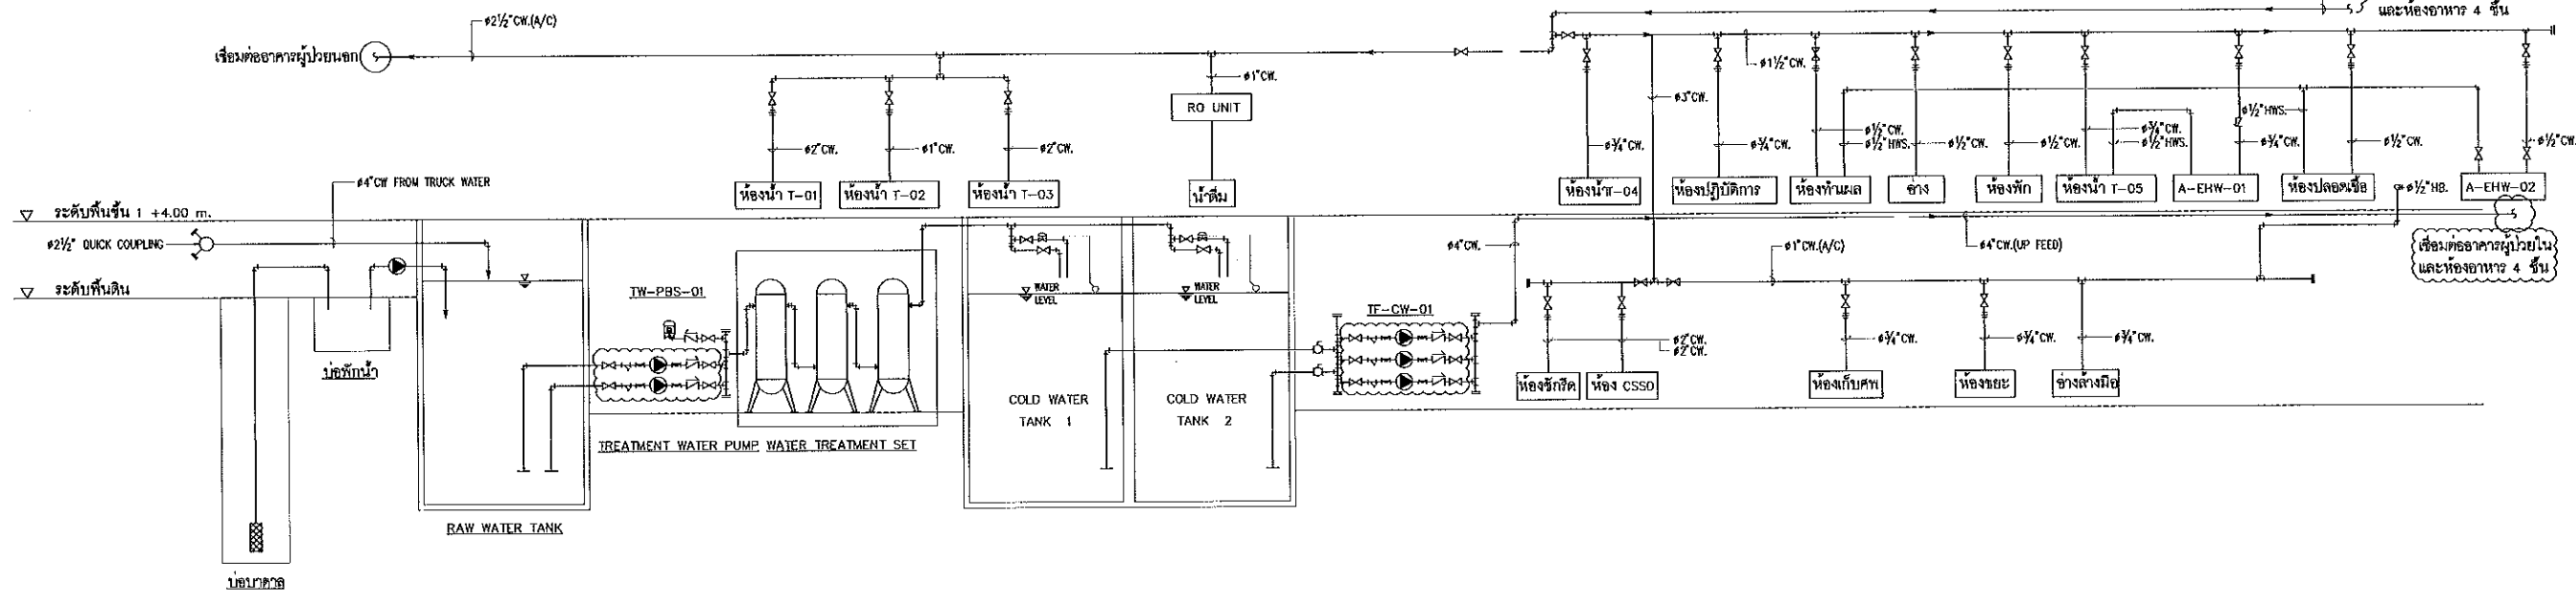 ø2½"CW.(A/C)
และห้องอาหาร 4 ชั้น
เชื่อมต่ออาคารผู้ป่วยนอก
ø1"CW.
ø1½"CW.
RO UNIT
ø3"CW.
ø½"HWS.
ø2"CW.
ø1"CW.
ø2"CW.
ø¾"CW.
ø¾"CW.
ø½"CW.
ø½"HWS.
ø½"CW.
ø½"CW.
ø¾"CW.
ø½"HWS.
ø¾"CW.
ø½"CW.
ø½"CW.
ø4"CW FROM TRUCK WATER
ห้องน้ำ T-01
ห้องน้ำ T-02
ห้องน้ำ T-03
น้ำดื่ม
ห้องน้ำT-04
ห้องปฏิบัติการ
ห้องทำแผล
อ่าง
ห้องพัก
ห้องน้ำ T-05
A-EHW-01
ห้องปลอดเชื้อ
ø½"HB.
A-EHW-02
ระดับพื้นชั้น 1 +4.00 m.
ø2½" QUICK COUPLING
ø4"CW.
ø1"CW.(A/C)
ø4"CW.(UP FEED)
เชื่อมต่ออาคารผู้ป่วยใน
และห้องอาหาร 4 ชั้น
ระดับพื้นดิน
TW-PBS-01
WATER
LEVEL
WATER
LEVEL
TF-CW-01
ø2"CW.
ø2"CW.
ø¾"CW.
ø¾"CW.
ø¾"CW.
บ่อพักน้ำ
ห้องซักรีด
ห้อง CSSD
ห้องเก็บศพ
ห้องขยะ
อ่างล้างมือ
COLD WATER
TANK 1
COLD WATER
TANK 2
TREATMENT WATER PUMP
WATER TREATMENT SET
RAW WATER TANK
บ่อบาดาล